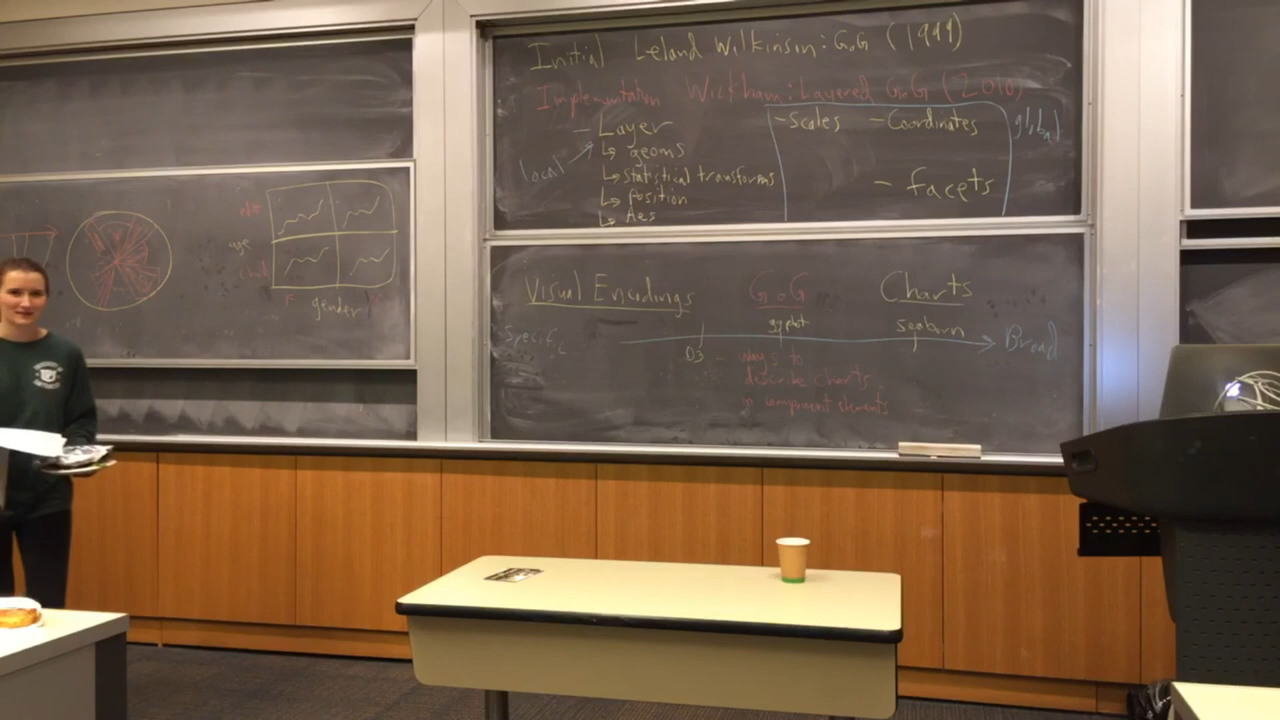 Initial Leland Wilkinson: GoG (1999)
Implementation Wickham: Layered GoG (2010)
- Layer
↳ geoms
↳ statistical transforms
↳ position
↳ Aes
local
- Scales - Coordinates
- facets
global
age
F gender
Visual Encodings GoG Charts
ggplot seaborn
Specific Broad
D3 - ways to
describe charts
in component elements